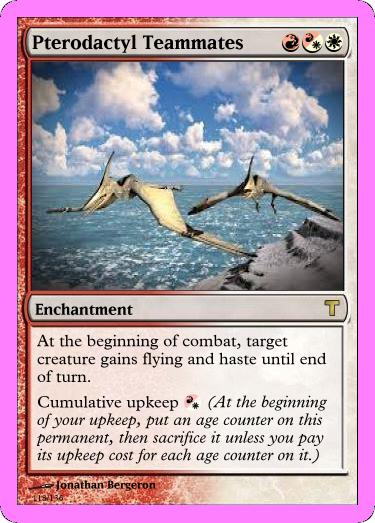 Pterodactyl Teammates
Enchantment
T
At the beginning of combat, target
creature gains flying and haste until end
of turn.
Cumulative upkeep (At the beginning
of your upkeep, put an age counter on this
permanent, then sacrifice it unless you pay
its upkeep cost for each age counter on it.)
Jonathan Bergeron